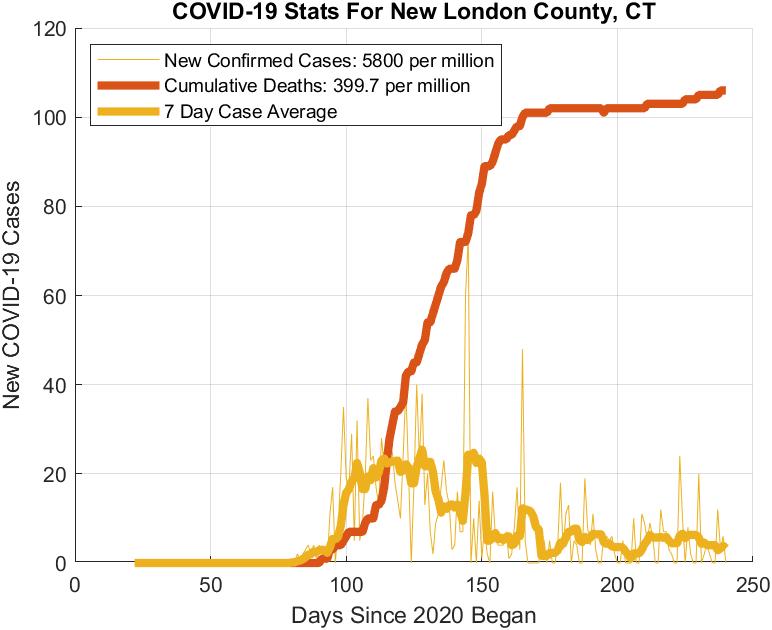 COVID-19 Stats For New London County, CT
New Confirmed Cases: 5800 per million
Cumulative Deaths: 399.7 per million
7 Day Case Average
120
100
80
60
40
20
0
New COVID-19 Cases
0 50 100 150 200 250
Days Since 2020 Began